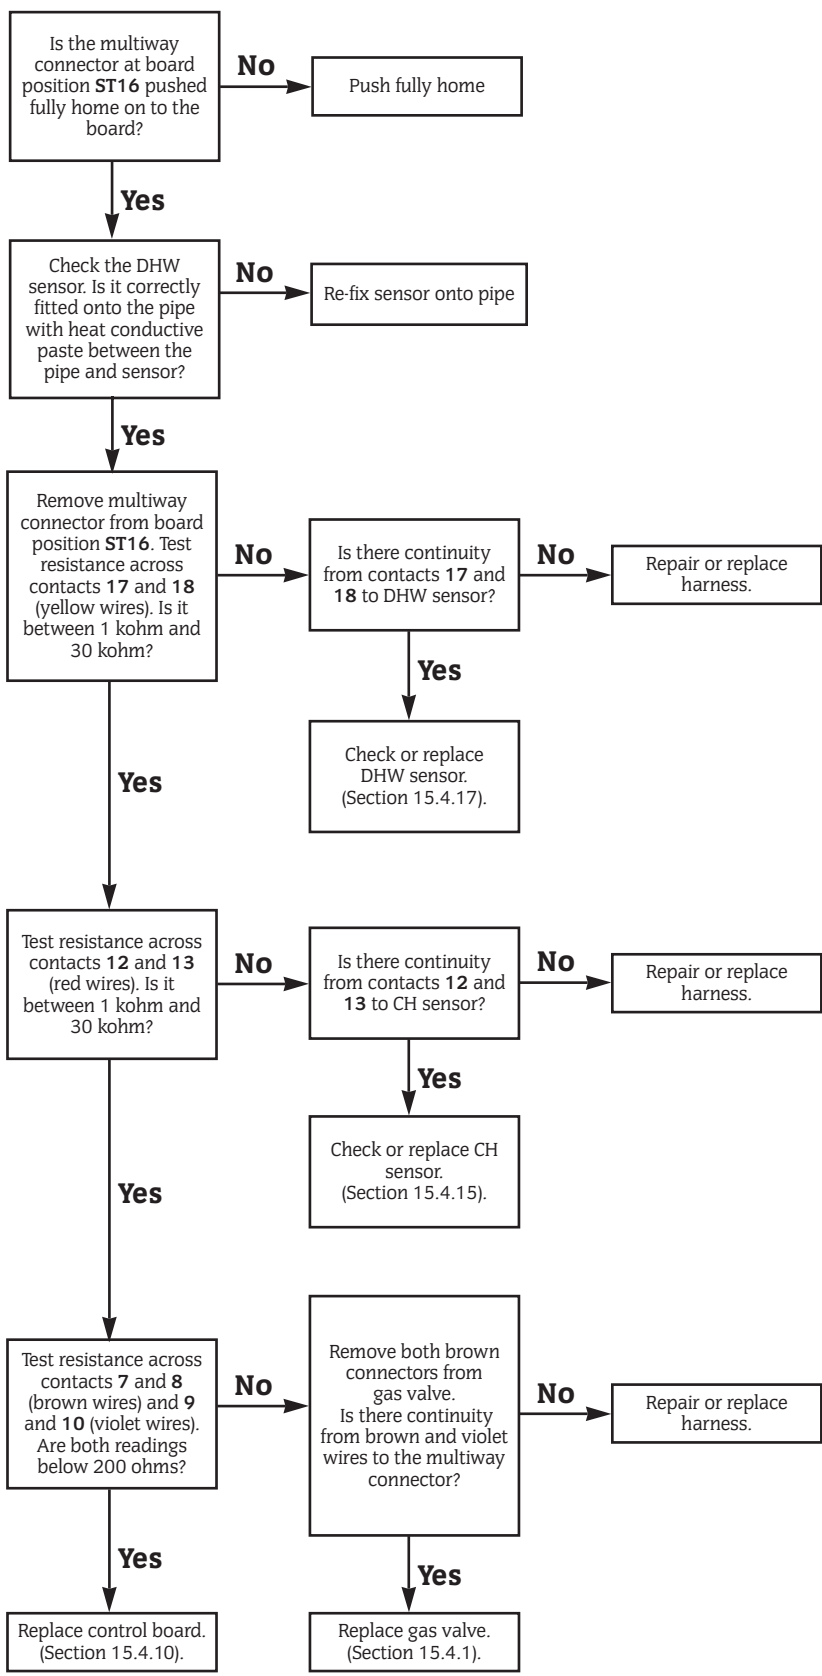 Is the multiway
connector at board
position ST16 pushed
fully home on to the
board?
No
Push fully home
Yes
Check the DHW
sensor. Is it correctly
fitted onto the pipe
with heat conductive
paste between the
pipe and sensor?
No
Re-fix sensor onto pipe
Yes
Remove multiway
connector from board
position ST16. Test
resistance across
contacts 17 and 18
(yellow wires). Is it
between 1 kohm and
30 kohm?
No
Is there continuity
from contacts 17 and
18 to DHW sensor?
No
Repair or replace
harness.
Yes
Check or replace
DHW sensor.
(Section 15.4.17).
Yes
Test resistance across
contacts 12 and 13
(red wires). Is it
between 1 kohm and
30 kohm?
No
Is there continuity
from contacts 12 and
13 to CH sensor?
No
Repair or replace
harness.
Yes
Check or replace CH
sensor.
(Section 15.4.15).
Yes
Test resistance across
contacts 7 and 8
(brown wires) and 9
and 10 (violet wires).
Are both readings
below 200 ohms?
No
Remove both brown
connectors from
gas valve.
Is there continuity
from brown and violet
wires to the multiway
connector?
No
Repair or replace
harness.
Yes
Replace control board.
(Section 15.4.10).
Yes
Replace gas valve.
(Section 15.4.1).